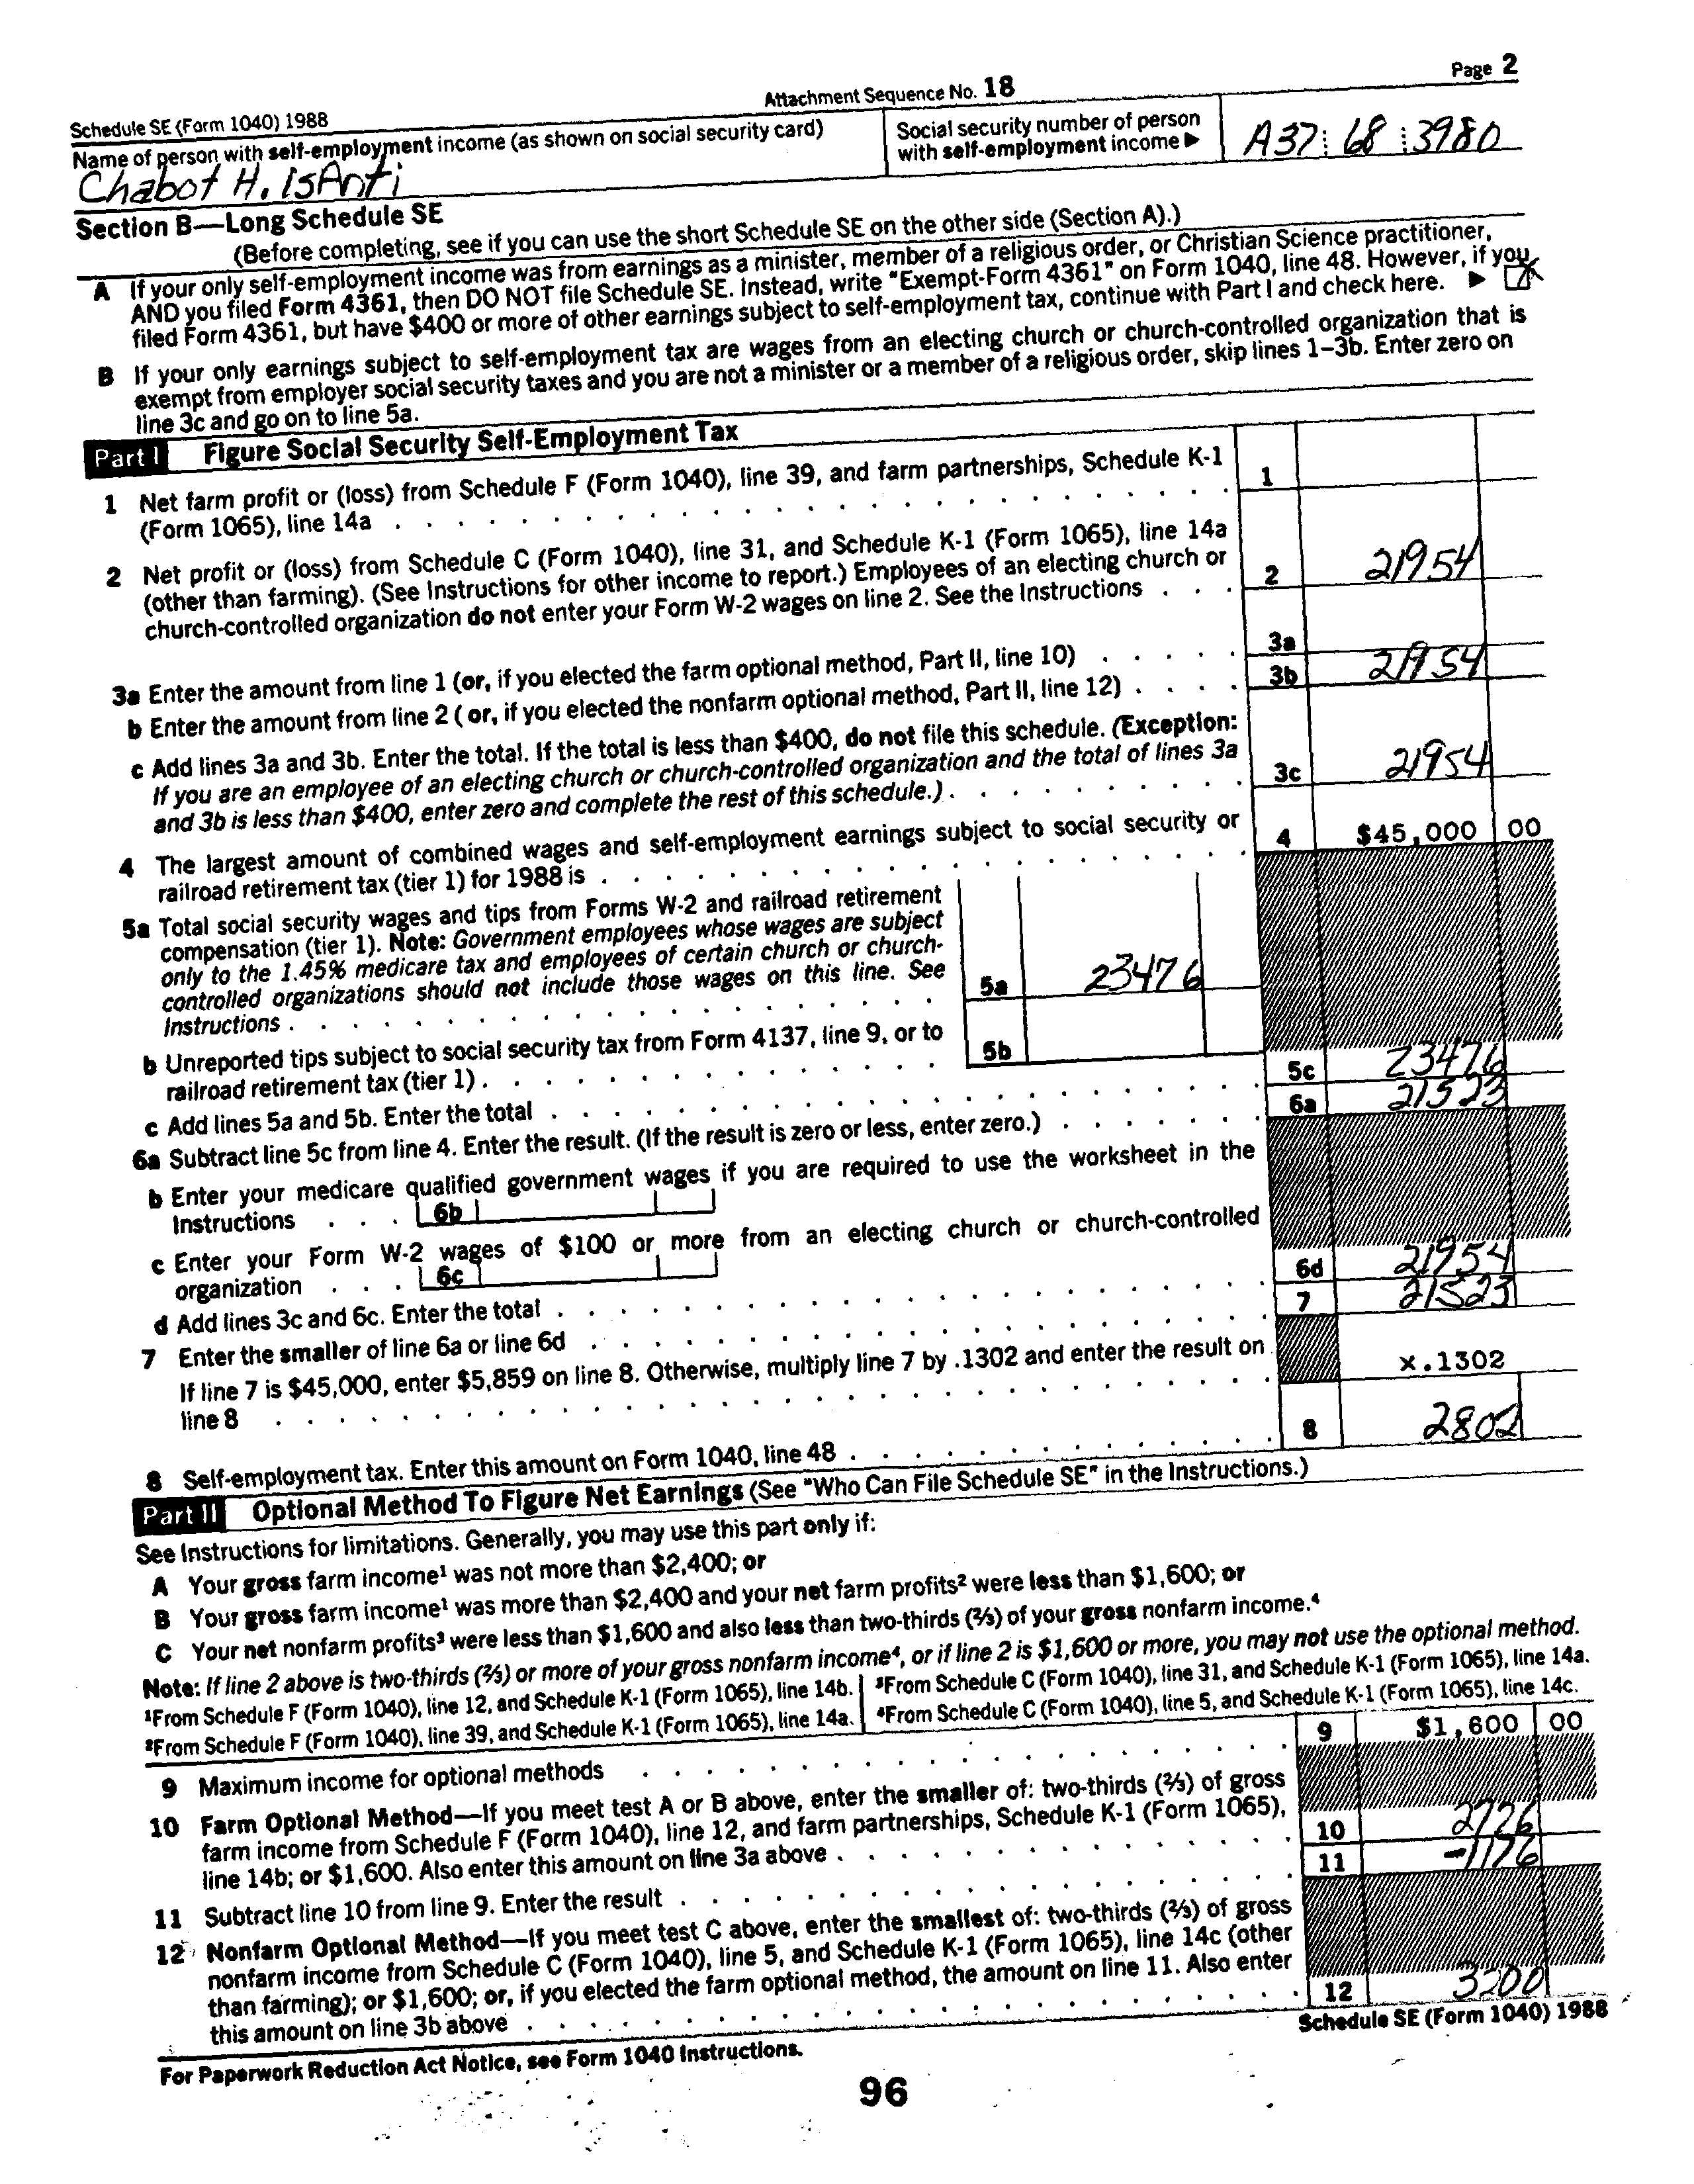 Page 2
Attachment Sequence No. 18
Schedule SE (Form 1040) 1988
Name of person with self-employment income (as shown on social security card)
Social security number of person
with self-employment income ▶
A37 68 3980
Chabot H. IsAnti
Section B—Long Schedule SE
(Before completing, see if you can use the short Schedule SE on the other side (Section A).)
A If your only self-employment income was from earnings as a minister, member of a religious order, or Christian Science practitioner,
AND you filed Form 4361, then DO NOT file Schedule SE. Instead, write "Exempt-Form 4361" on Form 1040, line 48. However, if you
filed Form 4361, but have $400 or more of other earnings subject to self-employment tax, continue with Part I and check here. ▶
B If your only earnings subject to self-employment tax are wages from an electing church or church-controlled organization that is
exempt from employer social security taxes and you are not a minister or a member of a religious order, skip lines 1–3b. Enter zero on
line 3c and go on to line 5a.
Part I Figure Social Security Self-Employment Tax
1 Net farm profit or (loss) from Schedule F (Form 1040), line 39, and farm partnerships, Schedule K-1
(Form 1065), line 14a . . . 1
2 Net profit or (loss) from Schedule C (Form 1040), line 31, and Schedule K-1 (Form 1065), line 14a
(other than farming). (See Instructions for other income to report.) Employees of an electing church or
church-controlled organization do not enter your Form W-2 wages on line 2. See the Instructions . . . 2 21954
3a Enter the amount from line 1 (or, if you elected the farm optional method, Part II, line 10) . . . . . 3a
b Enter the amount from line 2 ( or, if you elected the nonfarm optional method, Part II, line 12) . . . . 3b 21954
c Add lines 3a and 3b. Enter the total. If the total is less than $400, do not file this schedule. (Exception:
If you are an employee of an electing church or church-controlled organization and the total of lines 3a
and 3b is less than $400, enter zero and complete the rest of this schedule.) . . . 3c 21954
4 The largest amount of combined wages and self-employment earnings subject to social security or
railroad retirement tax (tier 1) for 1988 is . . . 4 $45,000 00
5a Total social security wages and tips from Forms W-2 and railroad retirement
compensation (tier 1). Note: Government employees whose wages are subject
only to the 1.45% medicare tax and employees of certain church or church-
controlled organizations should not include those wages on this line. See
Instructions . . . 5a 23476
b Unreported tips subject to social security tax from Form 4137, line 9, or to
railroad retirement tax (tier 1) . . . 5b
c Add lines 5a and 5b. Enter the total . . . 5c 23476
6a Subtract line 5c from line 4. Enter the result. (If the result is zero or less, enter zero.) . . . 6a 21523
b Enter your medicare qualified government wages if you are required to use the worksheet in the
Instructions . . . 6b
c Enter your Form W-2 wages of $100 or more from an electing church or church-controlled
organization . . . 6c
d Add lines 3c and 6c. Enter the total . . . 6d 21954
7 Enter the smaller of line 6a or line 6d . . . 7 21523
If line 7 is $45,000, enter $5,859 on line 8. Otherwise, multiply line 7 by .1302 and enter the result on
line 8 . . . x.1302
8 Self-employment tax. Enter this amount on Form 1040, line 48 . . . 8 2802
Part II Optional Method To Figure Net Earnings (See "Who Can File Schedule SE" in the Instructions.)
See Instructions for limitations. Generally, you may use this part only if:
A Your gross farm income¹ was not more than $2,400; or
B Your gross farm income¹ was more than $2,400 and your net farm profits² were less than $1,600; or
C Your net nonfarm profits³ were less than $1,600 and also less than two-thirds (⅔) of your gross nonfarm income.⁴
Note: If line 2 above is two-thirds (⅔) or more of your gross nonfarm income⁴, or if line 2 is $1,600 or more, you may not use the optional method.
¹From Schedule F (Form 1040), line 12, and Schedule K-1 (Form 1065), line 14b. ³From Schedule C (Form 1040), line 31, and Schedule K-1 (Form 1065), line 14a.
²From Schedule F (Form 1040), line 39, and Schedule K-1 (Form 1065), line 14a. ⁴From Schedule C (Form 1040), line 5, and Schedule K-1 (Form 1065), line 14c.
9 Maximum income for optional methods . . . 9 $1,600 00
10 Farm Optional Method—If you meet test A or B above, enter the smaller of: two-thirds (⅔) of gross
farm income from Schedule F (Form 1040), line 12, and farm partnerships, Schedule K-1 (Form 1065),
line 14b; or $1,600. Also enter this amount on line 3a above . . . 10 2726
11 Subtract line 10 from line 9. Enter the result . . . 11 -1176
12 Nonfarm Optional Method—If you meet test C above, enter the smallest of: two-thirds (⅔) of gross
nonfarm income from Schedule C (Form 1040), line 5, and Schedule K-1 (Form 1065), line 14c (other
than farming); or $1,600; or, if you elected the farm optional method, the amount on line 11. Also enter
this amount on line 3b above . . . 12 3200
Schedule SE (Form 1040) 1988
For Paperwork Reduction Act Notice, see Form 1040 Instructions.
96